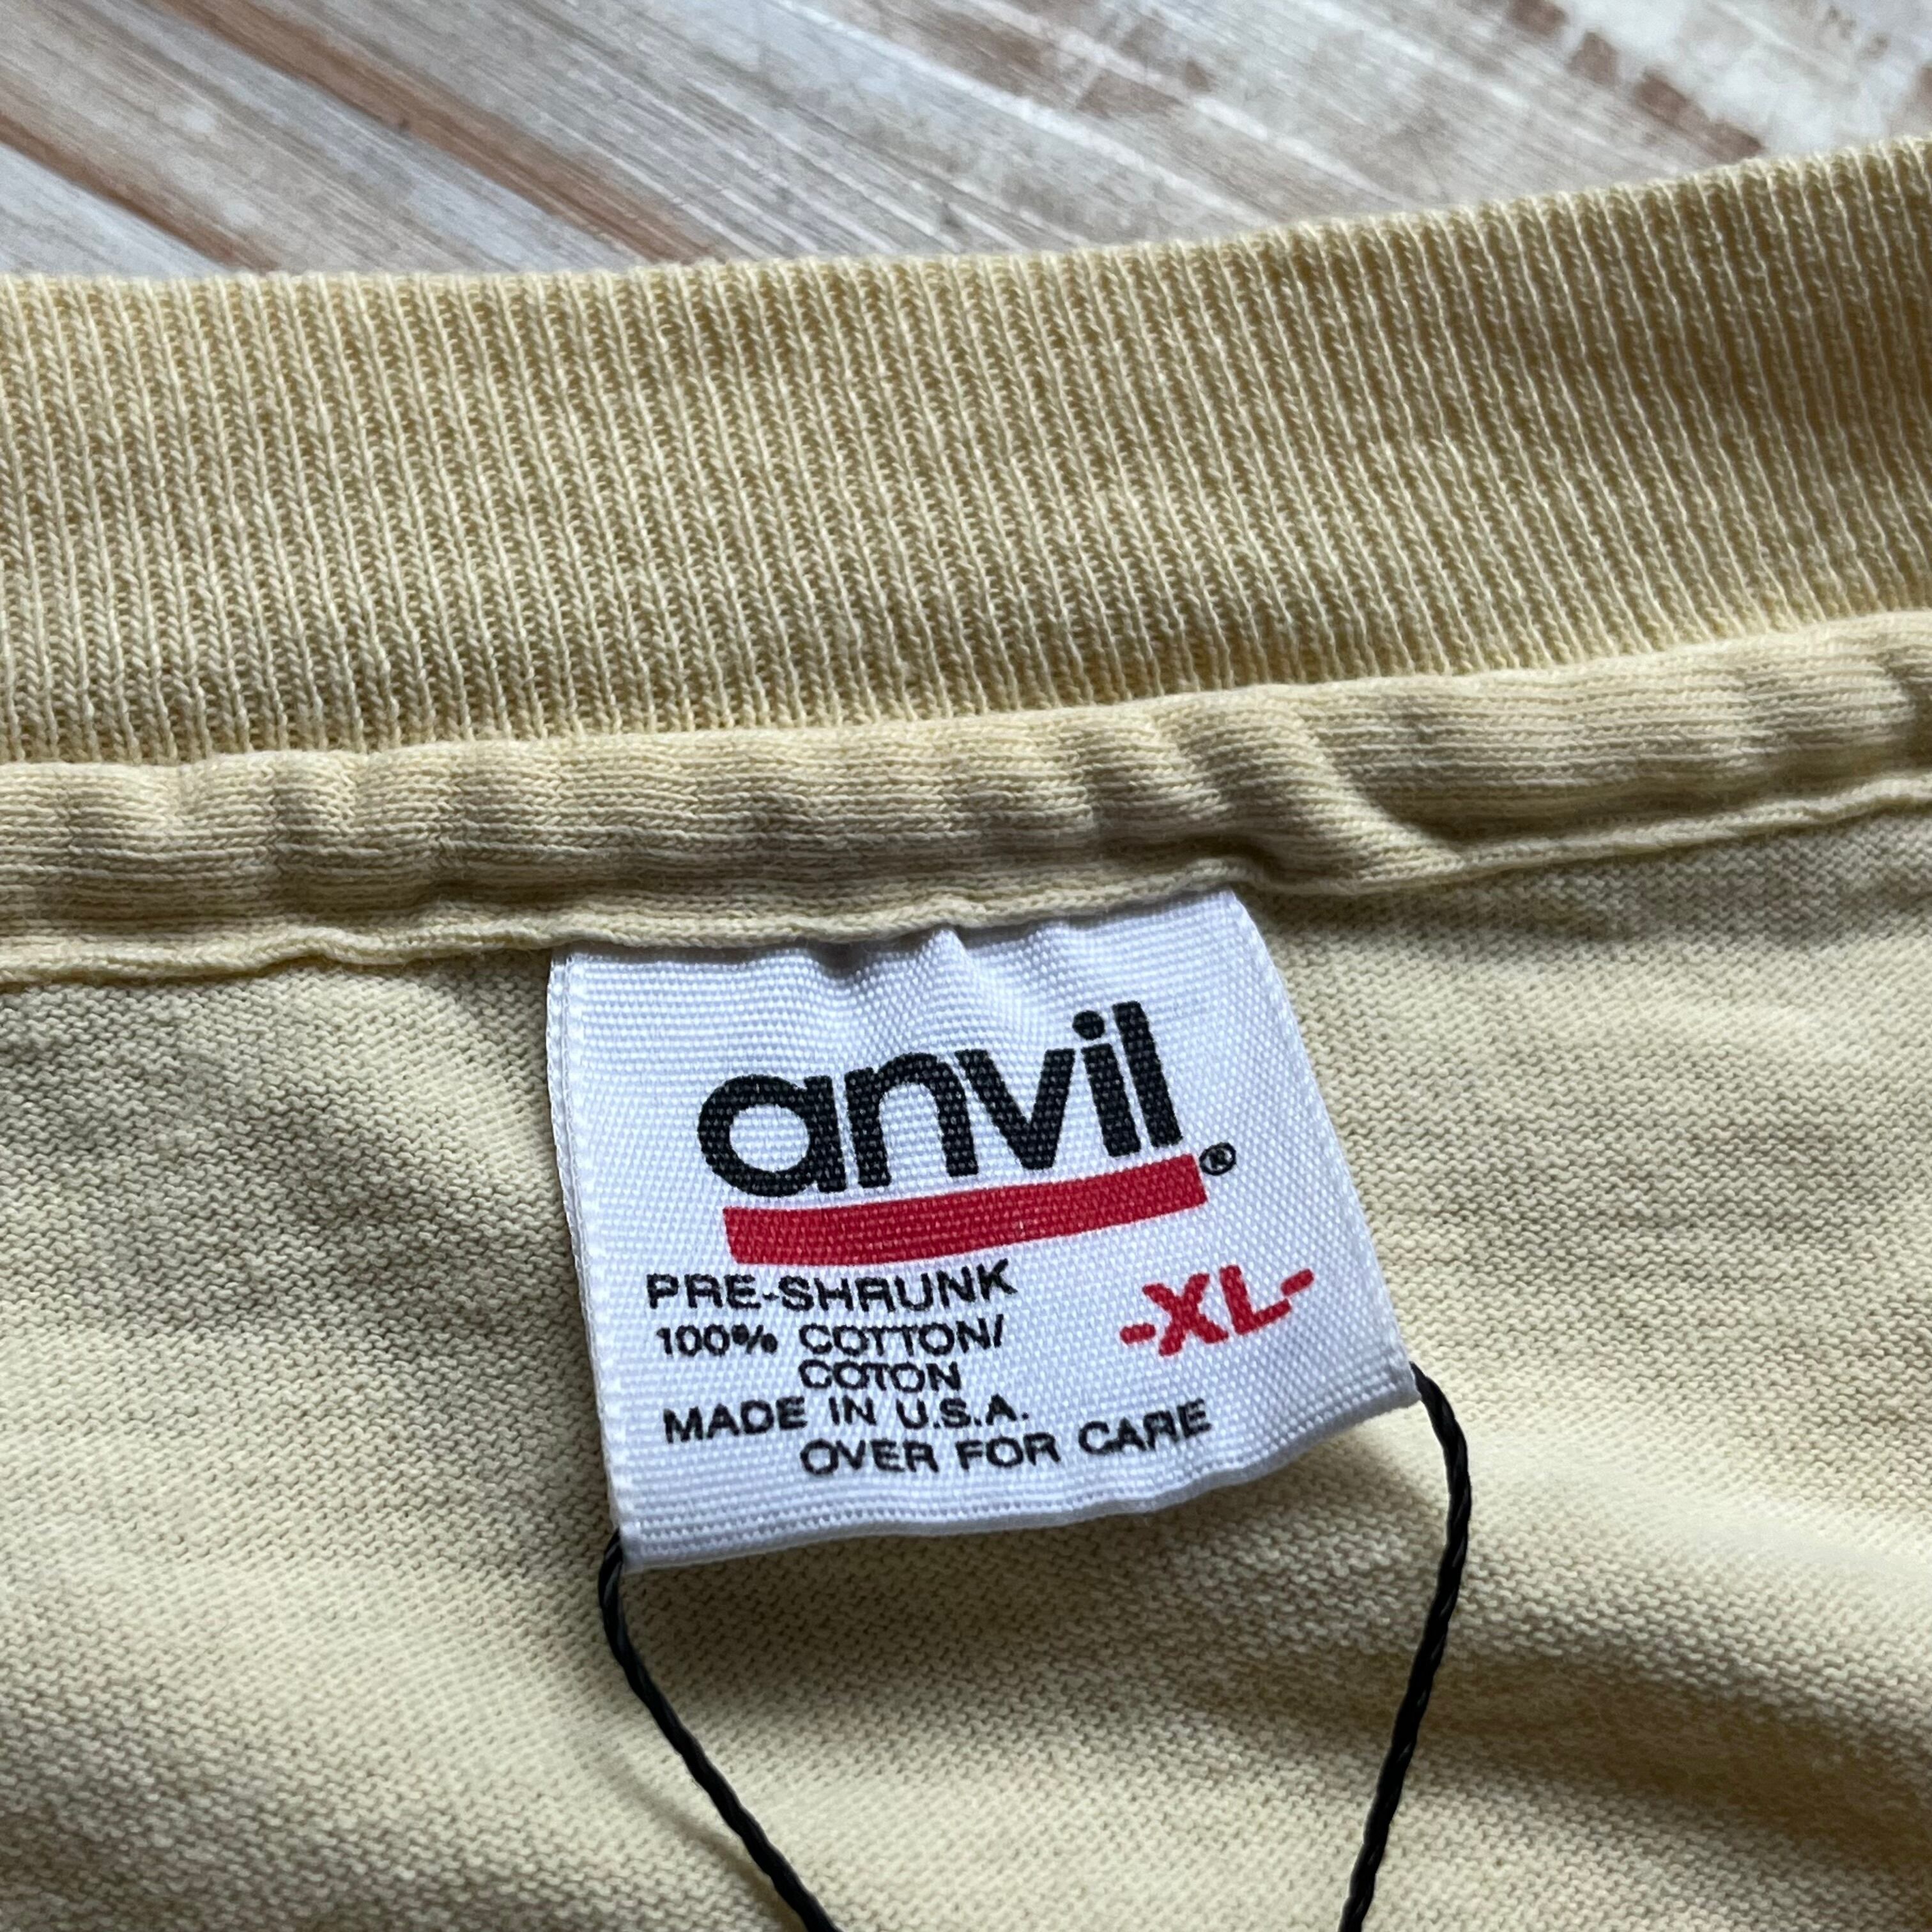 anvil®
PRE-SHRUNK
-XL-
100% COTTON/
COTON
MADE IN U.S.A.
OVER FOR CARE